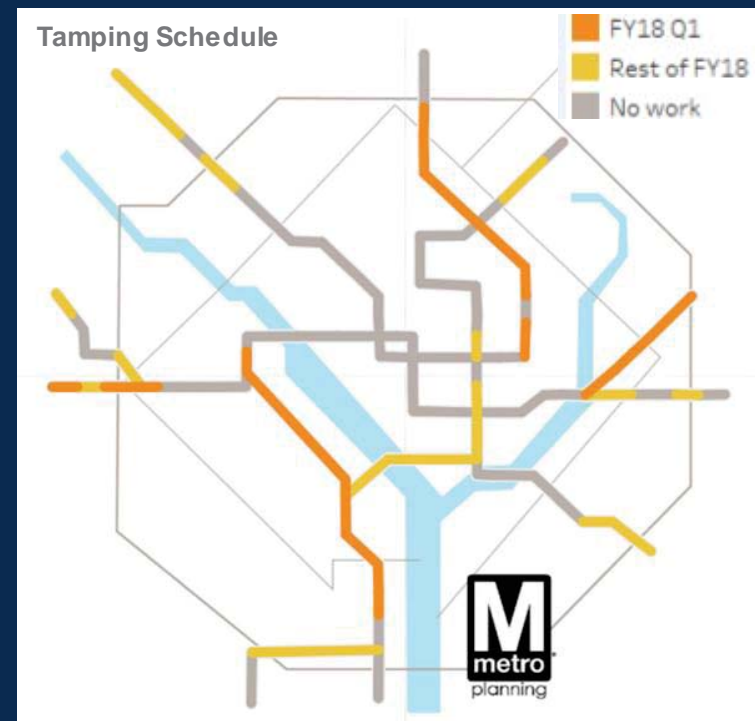 Tamping Schedule
FY18 Q1
Rest of FY18
No work
M
metro
planning